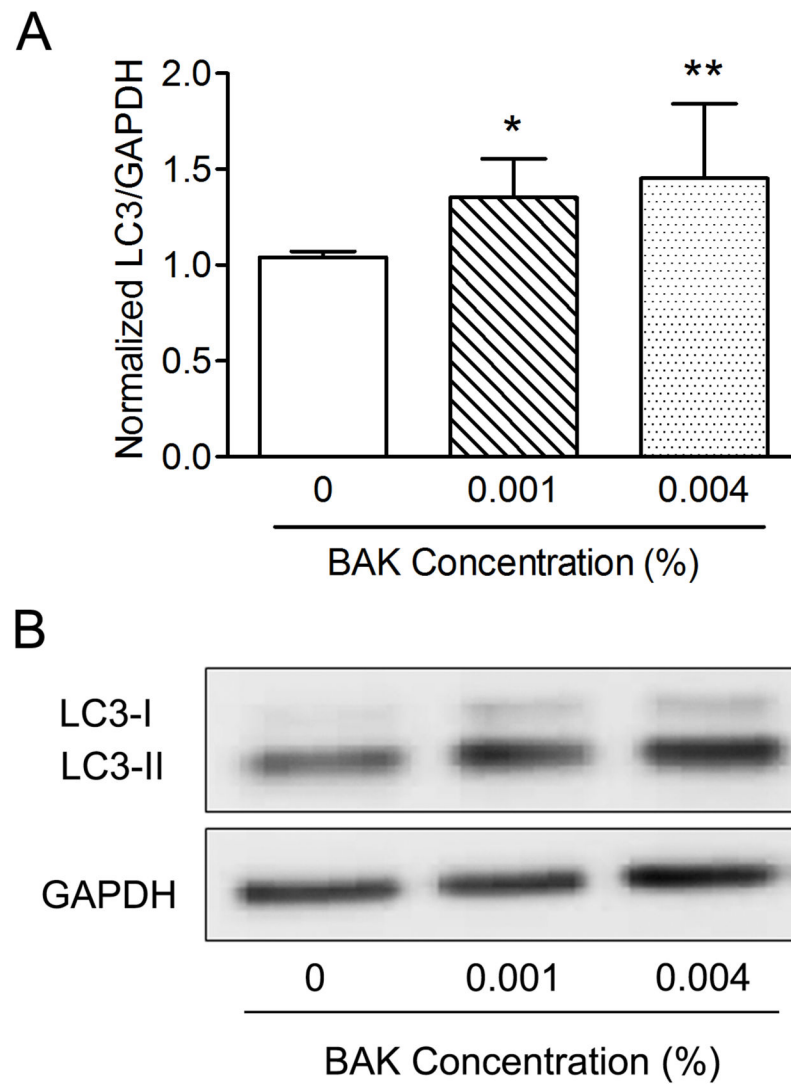 A
Normalized LC3/GAPDH
2.0
1.5
1.0
0.5
0.0
*
**
0 0.001 0.004
BAK Concentration (%)
B
LC3-I
LC3-II
GAPDH
0 0.001 0.004
BAK Concentration (%)